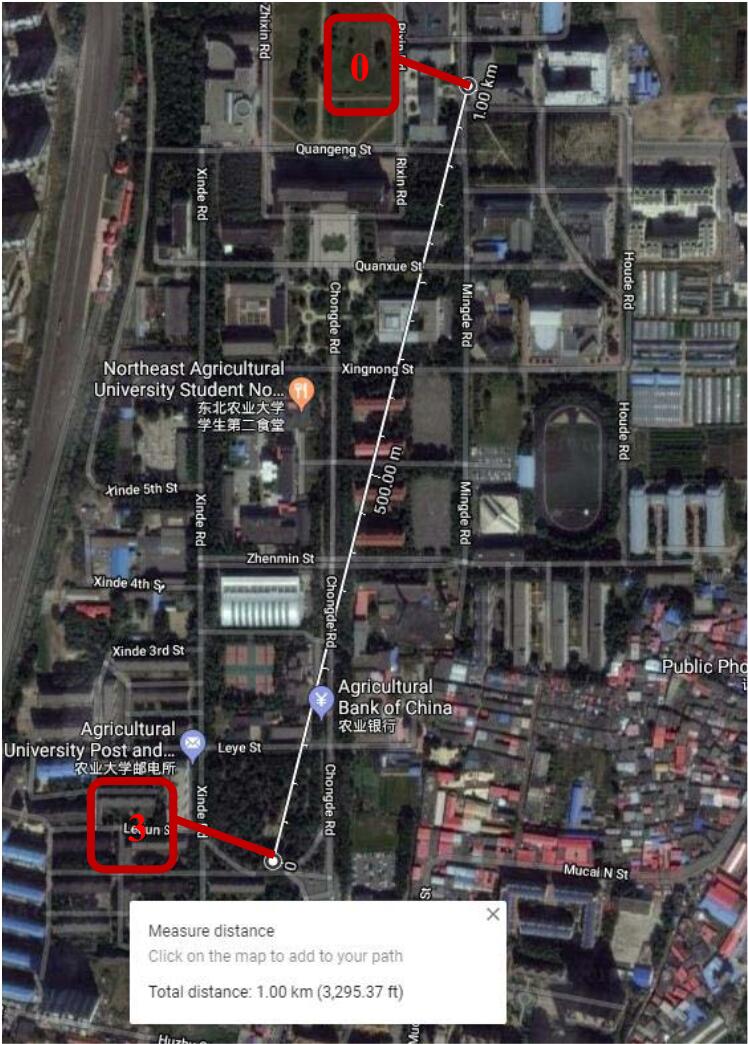 Zhixin Rd
Rixin Rd
0
1.00 km
Quangeng St
Xinde Rd
Rixin Rd
Quanxue St
Houde Rd
Chongde Rd
Mingde Rd
Xingnong St
Northeast Agricultural
University Student No...
东北农业大学
学生第二食堂
Houde Rd
500.00 m
Xinde 5th St
Xinde Rd
Mingde Rd
Zhenmin St
Xinde 4th St
Chongde Rd
Xinde 3rd St
Public Pho
Agricultural
Bank of China
农业银行
Agricultural
University Post and...
农业大学邮电所
Leye St
Xinde Rd
Chongde Rd
3
0
Mucai N St
St
Measure distance
Click on the map to add to your path
Total distance: 1.00 km (3,295.37 ft)